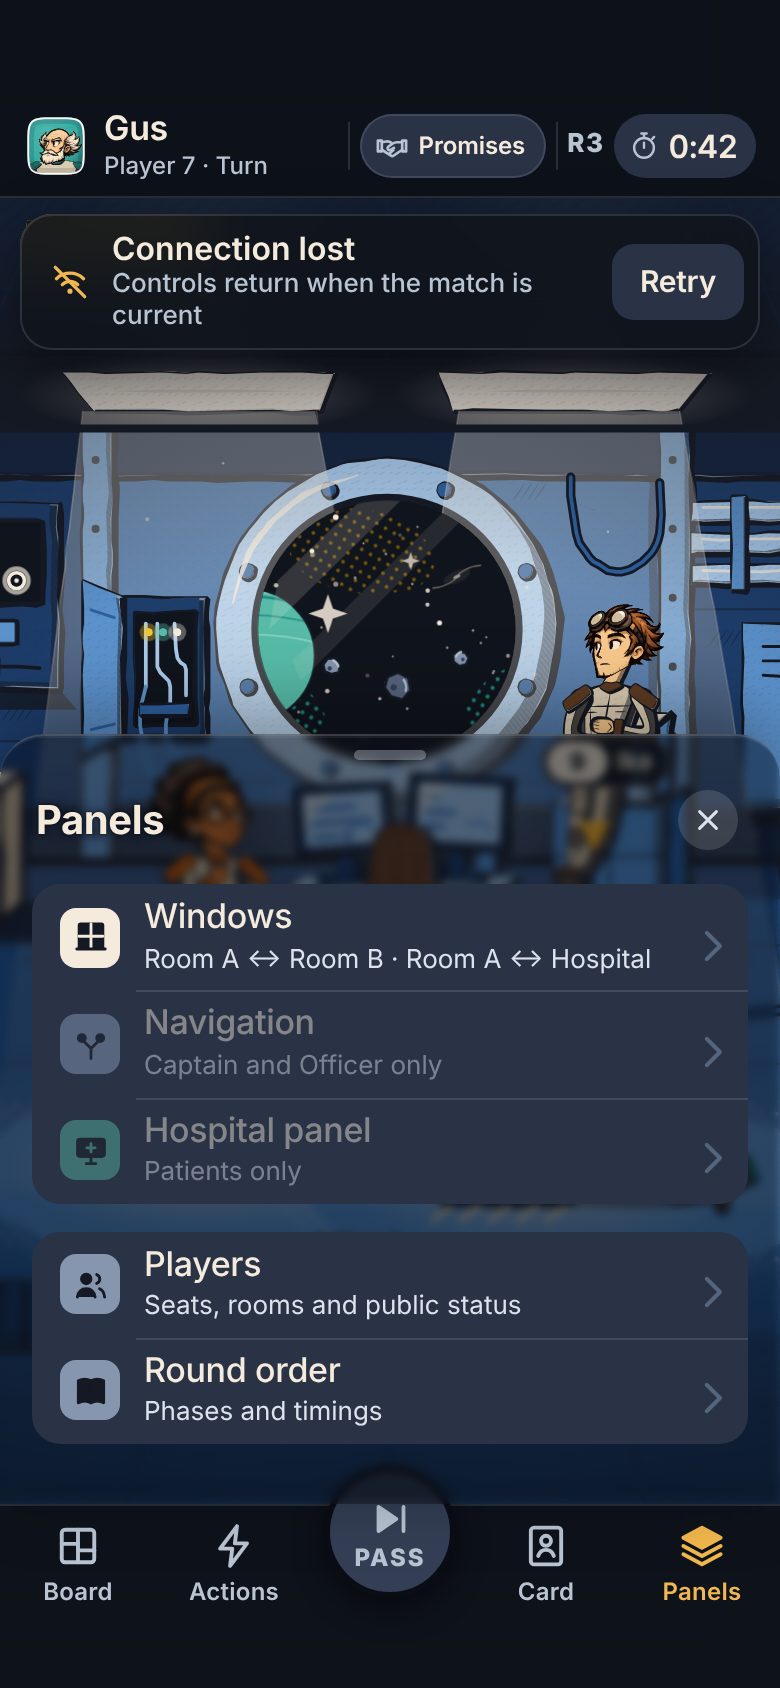 Gus
Player 7 · Turn
Promises
R3
0:42
Connection lost
Controls return when the match is
current
Retry
Panels
Windows
Room A ↔ Room B · Room A ↔ Hospital
Navigation
Captain and Officer only
Hospital panel
Patients only
Players
Seats, rooms and public status
Round order
Phases and timings
Board
Actions
PASS
Card
Panels